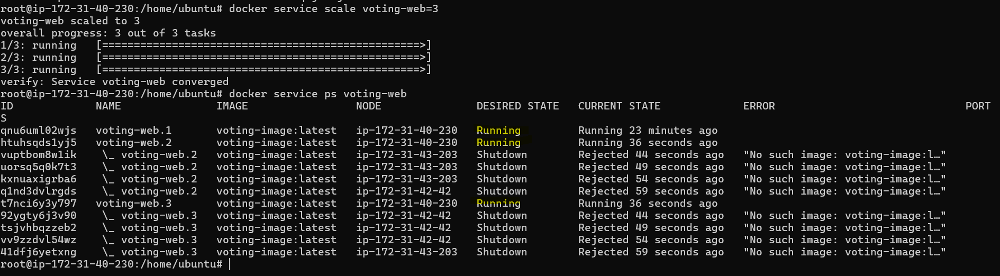 root@ip-172-31-40-230:/home/ubuntu# docker service scale voting-web=3
voting-web scaled to 3
overall progress: 3 out of 3 tasks
1/3: running   [==================================================>]
2/3: running   [==================================================>]
3/3: running   [==================================================>]
verify: Service voting-web converged
root@ip-172-31-40-230:/home/ubuntu# docker service ps voting-web
ID             NAME               IMAGE                 NODE               DESIRED STATE   CURRENT STATE             ERROR                              PORT
S
qnu6uml02wjs   voting-web.1       voting-image:latest   ip-172-31-40-230   Running         Running 23 minutes ago
htuhsqds1yj5   voting-web.2       voting-image:latest   ip-172-31-40-230   Running         Running 36 seconds ago
vuptbom8w1ik    \_ voting-web.2   voting-image:latest   ip-172-31-43-203   Shutdown        Rejected 44 seconds ago   "No such image: voting-image:l…"
uorsq5q0k7t3    \_ voting-web.2   voting-image:latest   ip-172-31-43-203   Shutdown        Rejected 49 seconds ago   "No such image: voting-image:l…"
kxnuaxigrba6    \_ voting-web.2   voting-image:latest   ip-172-31-43-203   Shutdown        Rejected 54 seconds ago   "No such image: voting-image:l…"
q1nd3dvlrgds    \_ voting-web.2   voting-image:latest   ip-172-31-42-42    Shutdown        Rejected 59 seconds ago   "No such image: voting-image:l…"
t7nci6y3y797   voting-web.3       voting-image:latest   ip-172-31-40-230   Running         Running 36 seconds ago
92ygty6j3v90    \_ voting-web.3   voting-image:latest   ip-172-31-42-42    Shutdown        Rejected 44 seconds ago   "No such image: voting-image:l…"
tsjvhbqzzeb2    \_ voting-web.3   voting-image:latest   ip-172-31-42-42    Shutdown        Rejected 49 seconds ago   "No such image: voting-image:l…"
vv9zzdvl54wz    \_ voting-web.3   voting-image:latest   ip-172-31-42-42    Shutdown        Rejected 54 seconds ago   "No such image: voting-image:l…"
41dfj6yetxng    \_ voting-web.3   voting-image:latest   ip-172-31-43-203   Shutdown        Rejected 59 seconds ago   "No such image: voting-image:l…"
root@ip-172-31-40-230:/home/ubuntu#